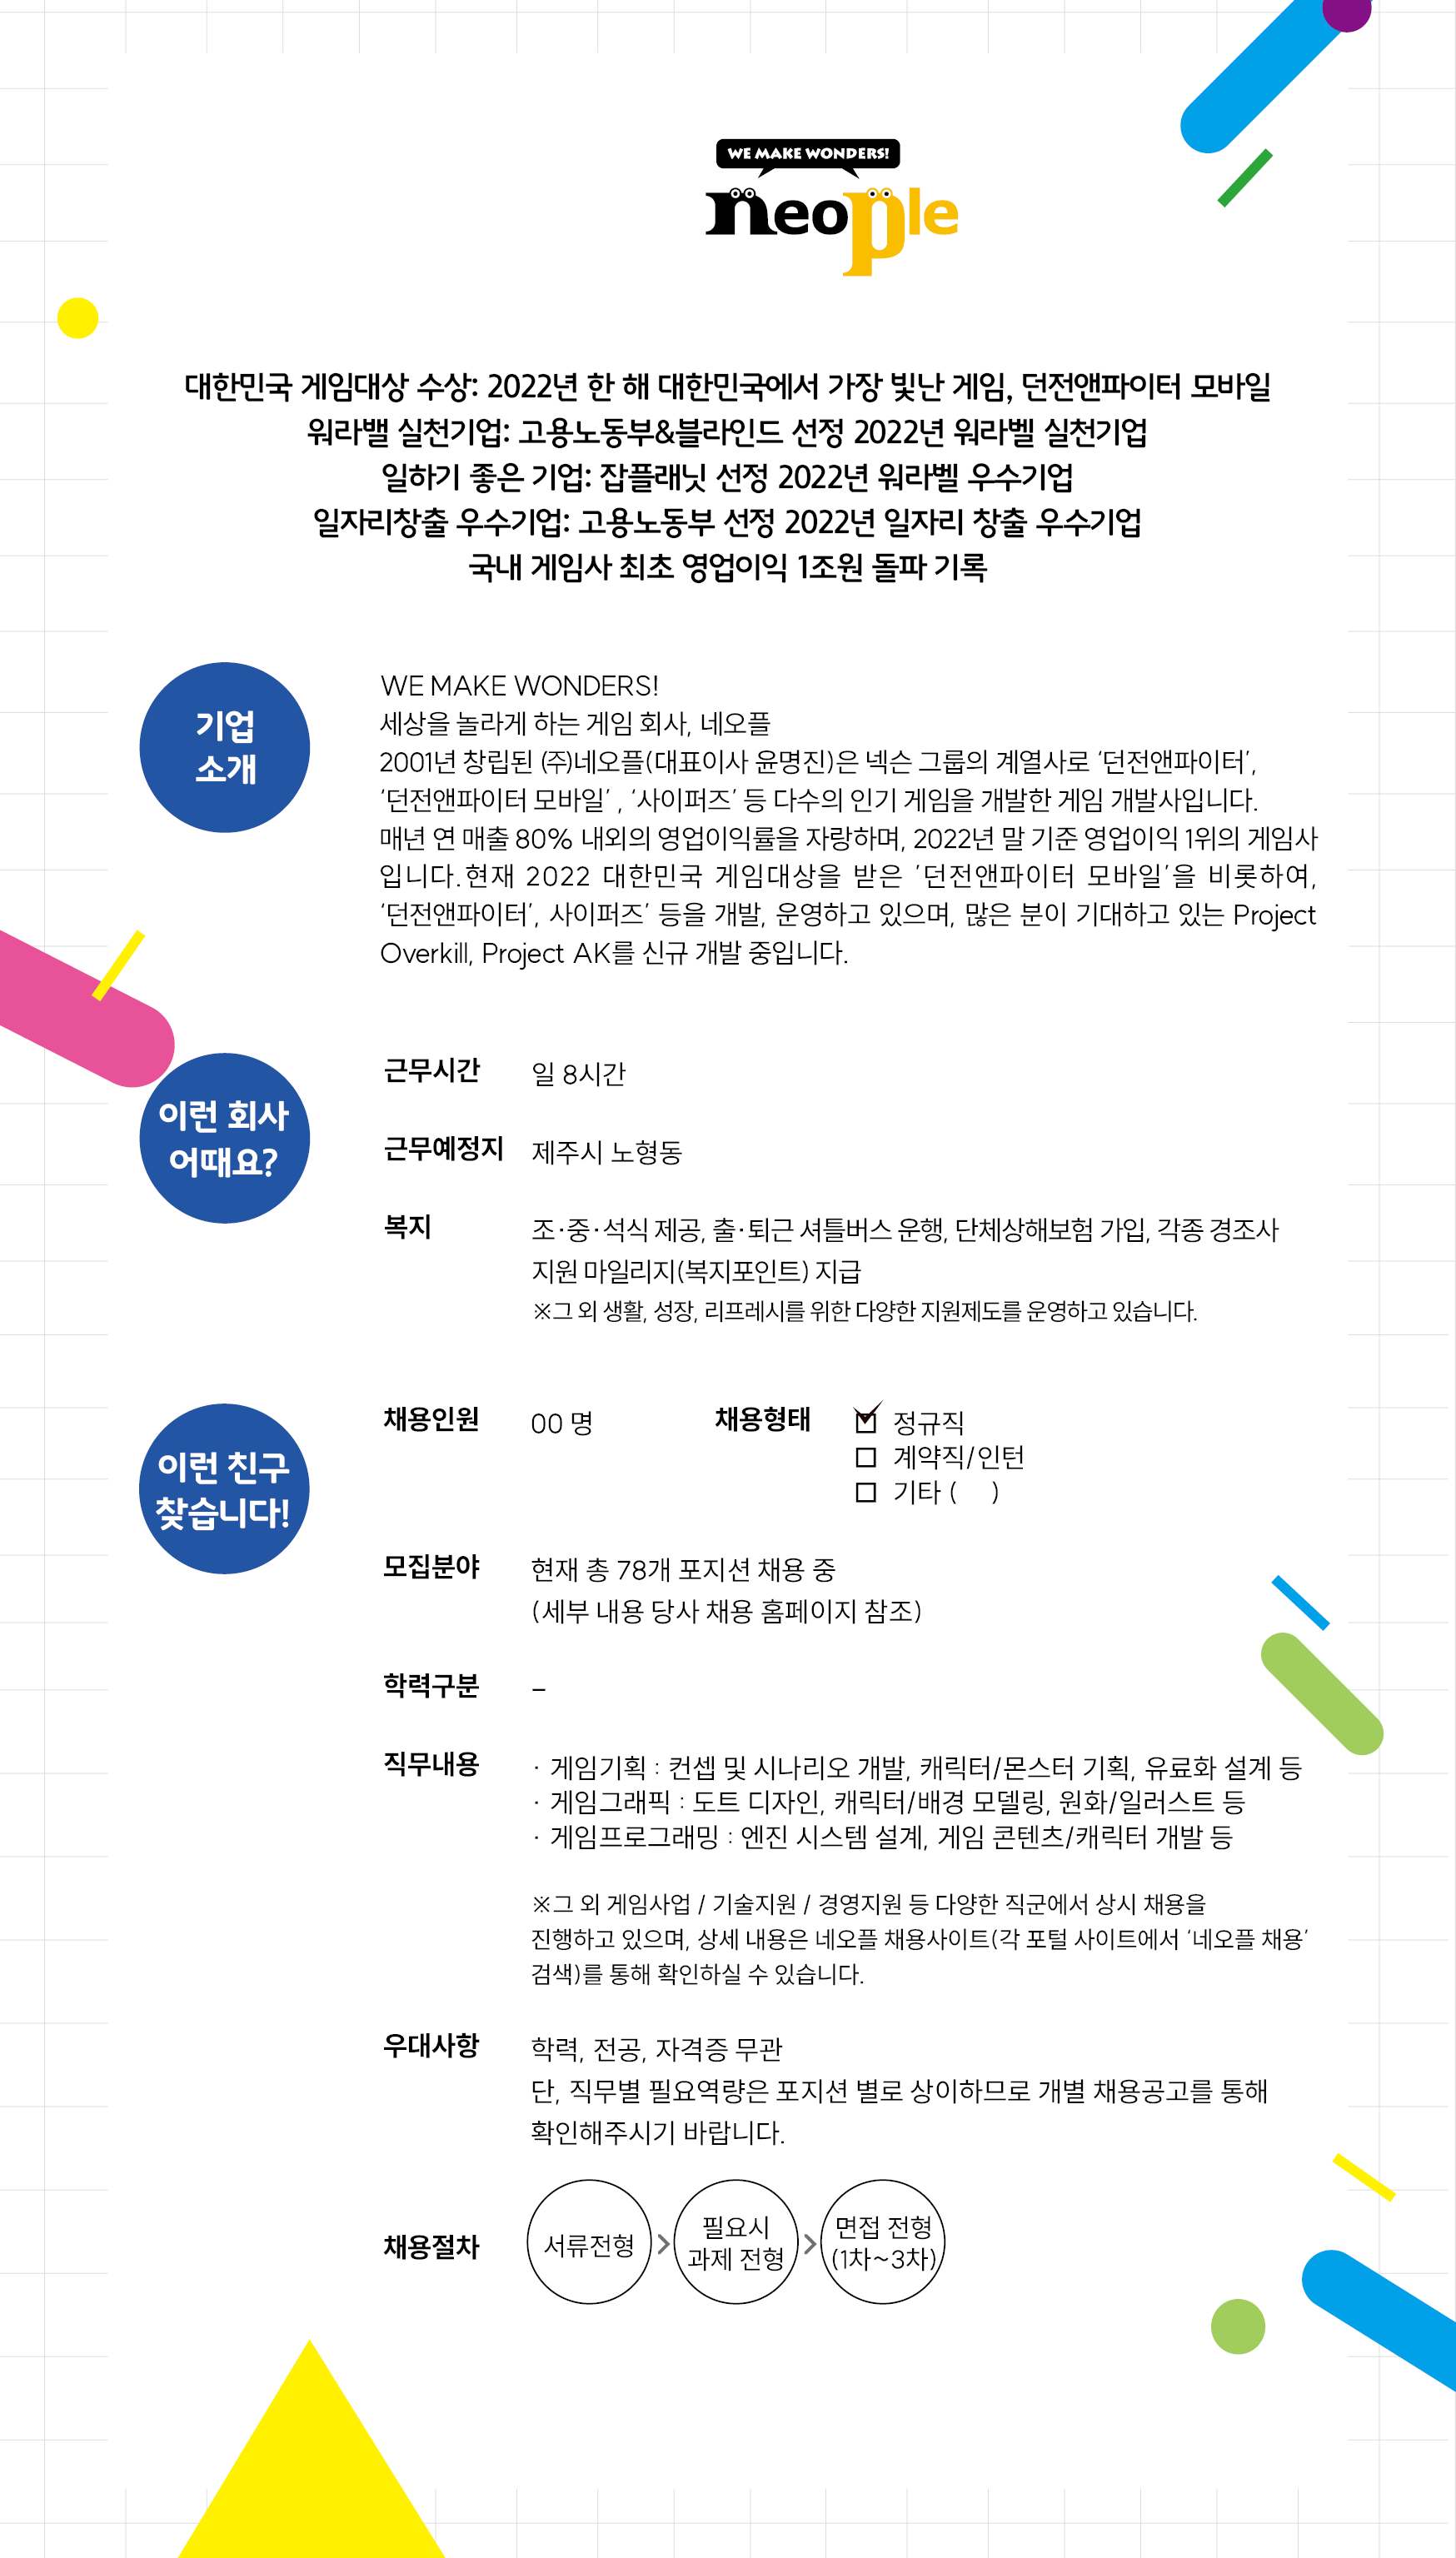 WE MAKE WONDERS!
neople
대한민국 게임대상 수상: 2022년 한 해 대한민국에서 가장 빛난 게임, 던전앤파이터 모바일
워라밸 실천기업: 고용노동부&블라인드 선정 2022년 워라벨 실천기업
일하기 좋은 기업: 잡플래닛 선정 2022년 워라벨 우수기업
일자리창출 우수기업: 고용노동부 선정 2022년 일자리 창출 우수기업
국내 게임사 최초 영업이익 1조원 돌파 기록
기업
소개
WE MAKE WONDERS!
세상을 놀라게 하는 게임 회사, 네오플
2001년 창립된 (주)네오플(대표이사 윤명진)은 넥슨 그룹의 계열사로 ‘던전앤파이터’,
‘던전앤파이터 모바일’ , ‘사이퍼즈’ 등 다수의 인기 게임을 개발한 게임 개발사입니다.
매년 연 매출 80% 내외의 영업이익률을 자랑하며, 2022년 말 기준 영업이익 1위의 게임사
입니다.현재 2022 대한민국 게임대상을 받은 ’던전앤파이터 모바일’을 비롯하여,
‘던전앤파이터’, 사이퍼즈’ 등을 개발, 운영하고 있으며, 많은 분이 기대하고 있는 Project
Overkill, Project AK를 신규 개발 중입니다.
이런 회사
어때요?
근무시간 일 8시간
근무예정지 제주시 노형동
복지 조·중·석식 제공, 출·퇴근 셔틀버스 운행, 단체상해보험 가입, 각종 경조사
지원 마일리지(복지포인트) 지급
※그 외 생활, 성장, 리프레시를 위한 다양한 지원제도를 운영하고 있습니다.
이런 친구
찾습니다!
채용인원 00 명 채용형태 ☑ 정규직
□ 계약직/인턴
□ 기타 ( )
모집분야 현재 총 78개 포지션 채용 중
(세부 내용 당사 채용 홈페이지 참조)
학력구분 –
직무내용 · 게임기획 : 컨셉 및 시나리오 개발, 캐릭터/몬스터 기획, 유료화 설계 등
· 게임그래픽 : 도트 디자인, 캐릭터/배경 모델링, 원화/일러스트 등
· 게임프로그래밍 : 엔진 시스템 설계, 게임 콘텐츠/캐릭터 개발 등
※그 외 게임사업 / 기술지원 / 경영지원 등 다양한 직군에서 상시 채용을
진행하고 있으며, 상세 내용은 네오플 채용사이트(각 포털 사이트에서 ‘네오플 채용’
검색)를 통해 확인하실 수 있습니다.
우대사항 학력, 전공, 자격증 무관
단, 직무별 필요역량은 포지션 별로 상이하므로 개별 채용공고를 통해
확인해주시기 바랍니다.
채용절차 서류전형 > 필요시 과제 전형 > 면접 전형 (1차~3차)